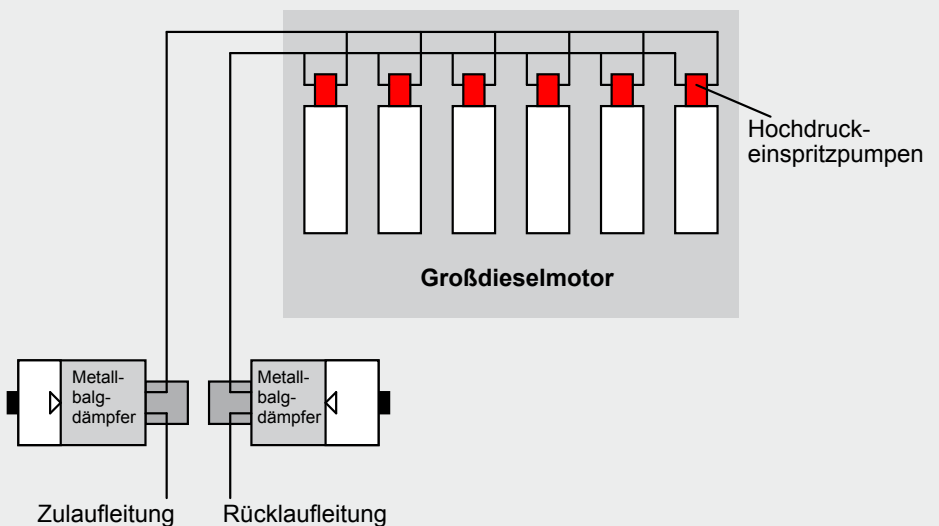 Hochdruck-
einspritzpumpen
Großdieselmotor
Metall-
balg-
dämpfer
Metall-
balg-
dämpfer
Zulaufleitung
Rücklaufleitung